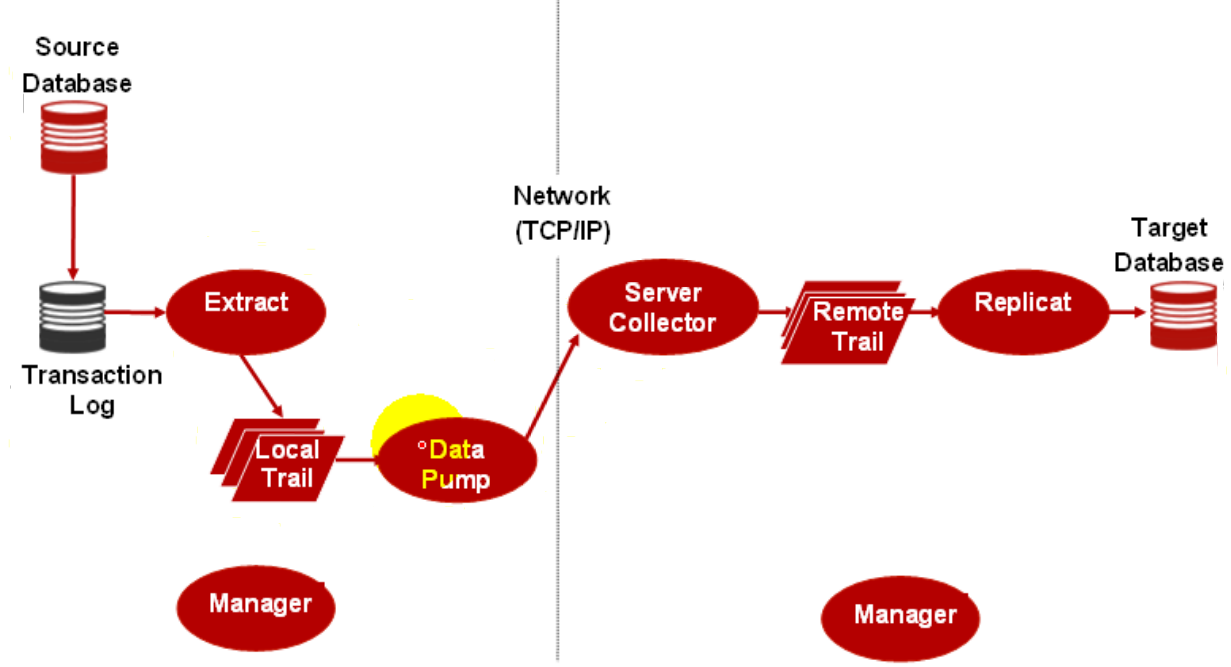 Source
Database
Transaction
Log
Extract
Local
Trail
°Data
Pump
Manager
Network
(TCP/IP)
Server
Collector
Remote
Trail
Replicat
Target
Database
Manager